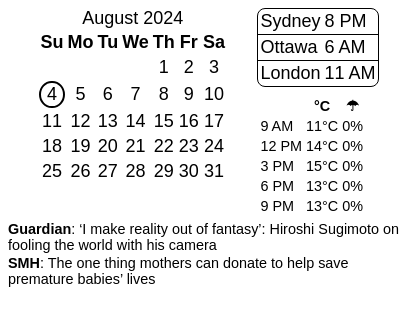 August 2024
Su Mo Tu We Th Fr Sa
1 2 3
4 5 6 7 8 9 10
11 12 13 14 15 16 17
18 19 20 21 22 23 24
25 26 27 28 29 30 31
Sydney 8 PM
Ottawa 6 AM
London 11 AM
°C ☂
9 AM 11°C 0%
12 PM 14°C 0%
3 PM 15°C 0%
6 PM 13°C 0%
9 PM 13°C 0%
Guardian: ‘I make reality out of fantasy’: Hiroshi Sugimoto on
fooling the world with his camera
SMH: The one thing mothers can donate to help save
premature babies’ lives